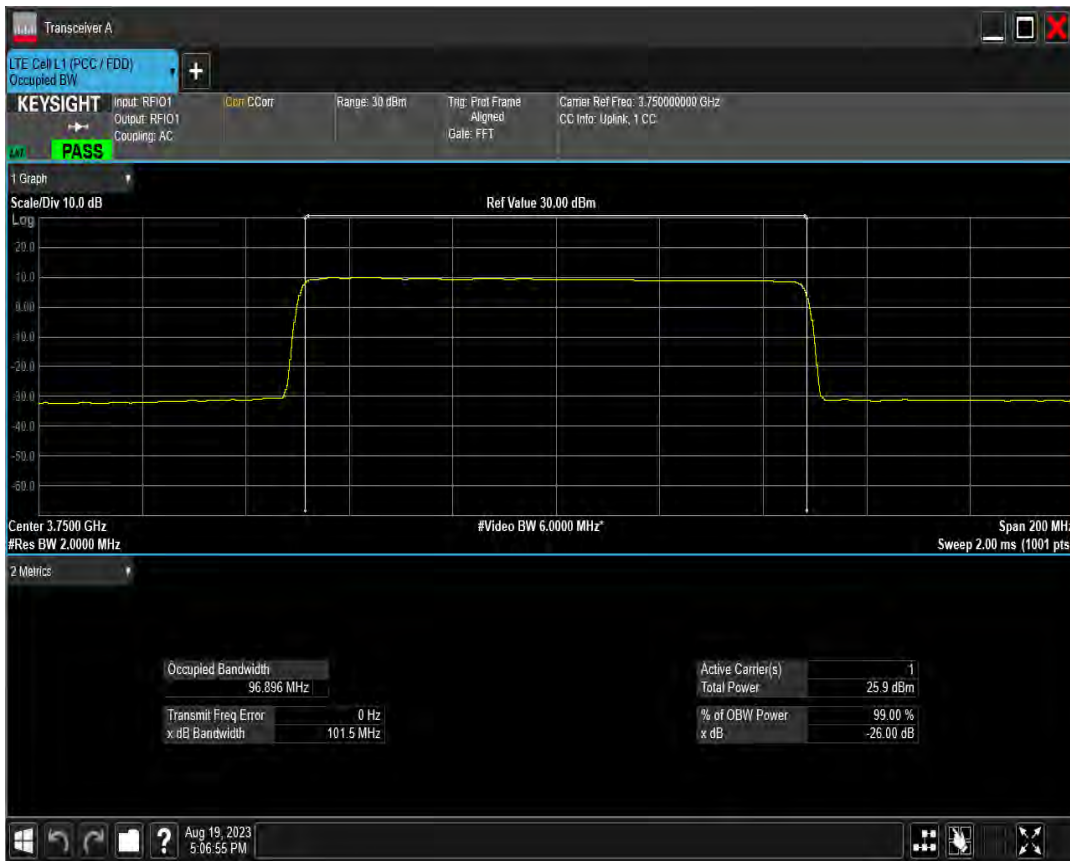 Transceiver A
LTE Cell L1 (PCC / FDD)
Occupied BW
+
KEYSIGHT
Input: RFIO1
Output: RFIO1
Coupling: AC
Corr CCorr
Range: 30 dBm
Trig: Prot Frame
Aligned
Gate: FFT
Carrier Ref Freq: 3.750000000 GHz
CC Info: Uplink, 1 CC
PASS
1 Graph
Scale/Div 10.0 dB
Ref Value 30.00 dBm
Log
20.0
10.0
0.00
-10.0
-20.0
-30.0
-40.0
-50.0
-60.0
Center 3.7500 GHz
#Video BW 6.0000 MHz*
Span 200 MHz
#Res BW 2.0000 MHz
Sweep 2.00 ms (1001 pts
2 Metrics
Occupied Bandwidth
96.896 MHz
Transmit Freq Error 0 Hz
x dB Bandwidth 101.5 MHz
Active Carrier(s) 1
Total Power 25.9 dBm
% of OBW Power 99.00 %
x dB -26.00 dB
?
Aug 19, 2023
5:06:55 PM